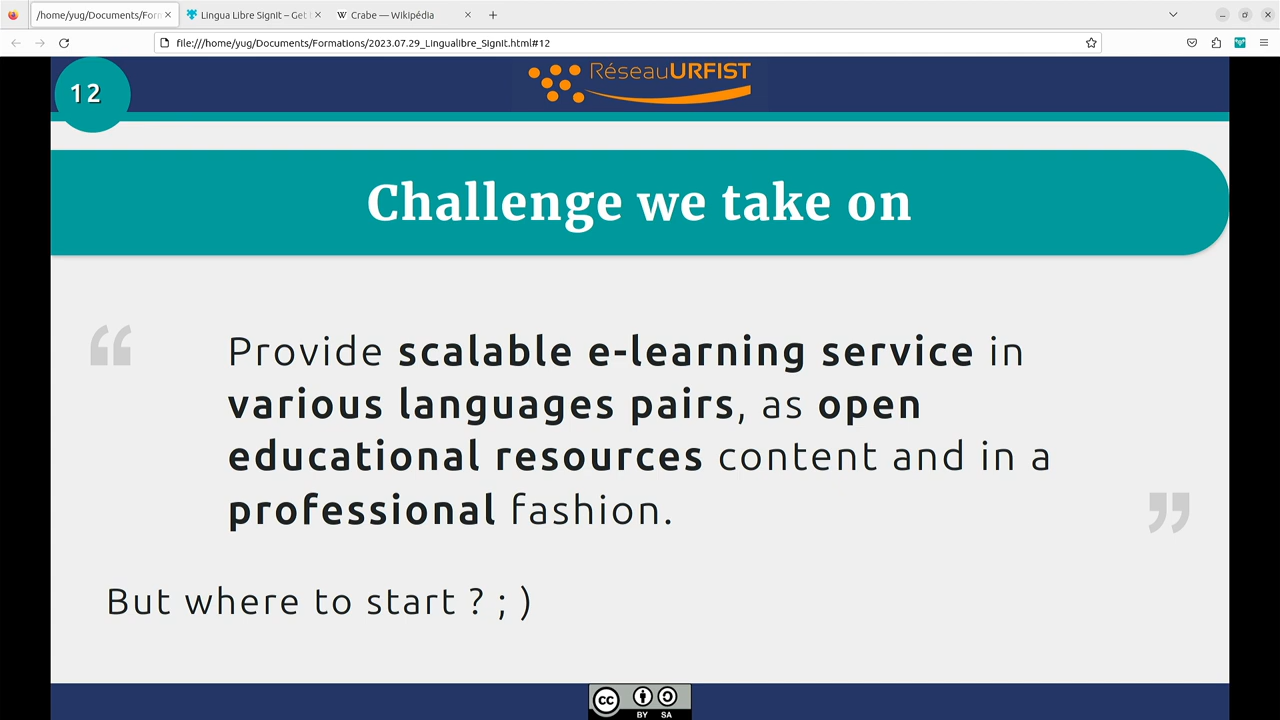 /home/yug/Documents/Form
Lingua Libre SignIt – Get
Crabe — Wikipédia
file:///home/yug/Documents/Formations/2023.07.29_Lingualibre_SignIt.html#12
12
RéseauURFIST
Challenge we take on
“
Provide scalable e-learning service in
various languages pairs, as open
educational resources content and in a
professional fashion.
”
But where to start ? ; )
cc BY SA